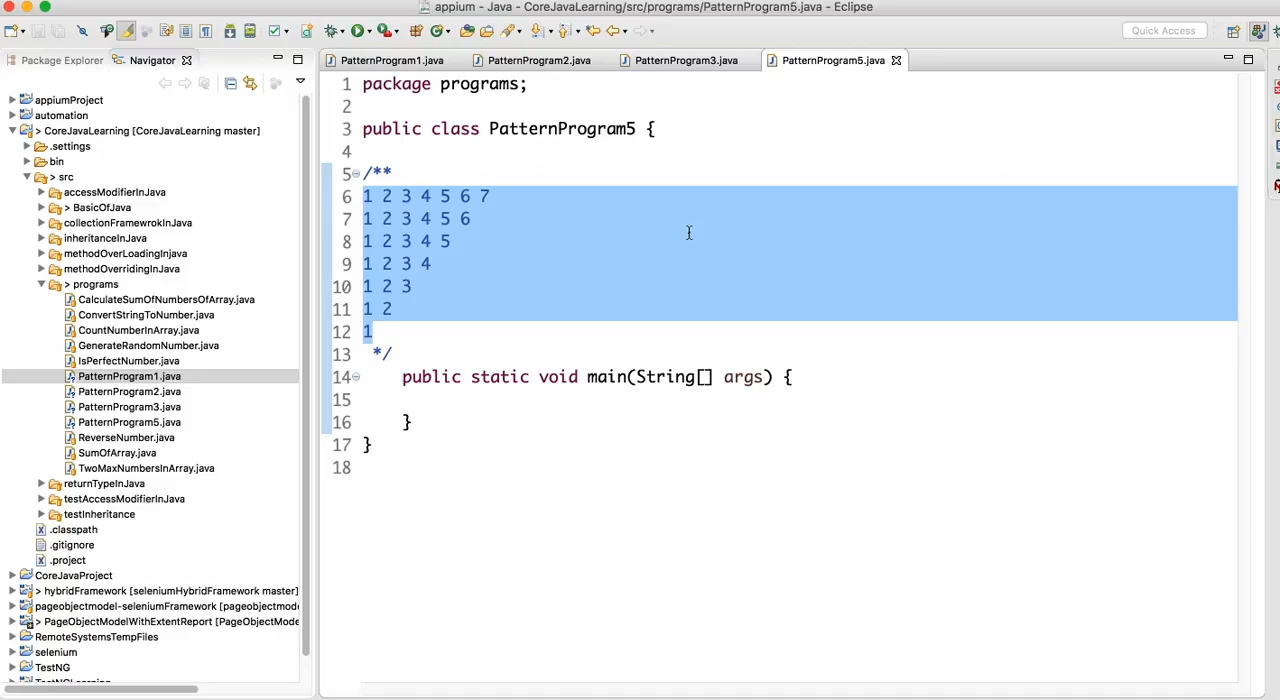 appium - Java - CoreJavaLearning/src/programs/PatternProgram5.java - Eclipse
Quick Access
Package Explorer
Navigator
PatternProgram1.java
PatternProgram2.java
PatternProgram3.java
PatternProgram5.java
appiumProject
automation
> CoreJavaLearning [CoreJavaLearning master]
.settings
bin
> src
accessModifierInJava
> BasicOfJava
collectionFramewrokInJava
inheritanceInJava
methodOverLoadingInjava
methodOverridingInJava
> programs
CalculateSumOfNumbersOfArray.java
ConvertStringToNumber.java
CountNumberInArray.java
GenerateRandomNumber.java
IsPerfectNumber.java
PatternProgram1.java
PatternProgram2.java
PatternProgram3.java
PatternProgram5.java
ReverseNumber.java
SumOfArray.java
TwoMaxNumbersInArray.java
returnTypeInJava
testAccessModifierInJava
testInheritance
.classpath
.gitignore
.project
CoreJavaProject
> hybridFramework [seleniumHybridFramework master]
pageobjectmodel-seleniumFramework [pageobjectmode
> PageObjectModelWithExtentReport [PageObjectMode
RemoteSystemsTempFiles
selenium
TestNG
1 package programs;
2
3 public class PatternProgram5 {
4
5 /**
6 1 2 3 4 5 6 7
7 1 2 3 4 5 6
8 1 2 3 4 5
9 1 2 3 4
10 1 2 3
11 1 2
12 1
13 */
14 public static void main(String[] args) {
15
16 }
17 }
18